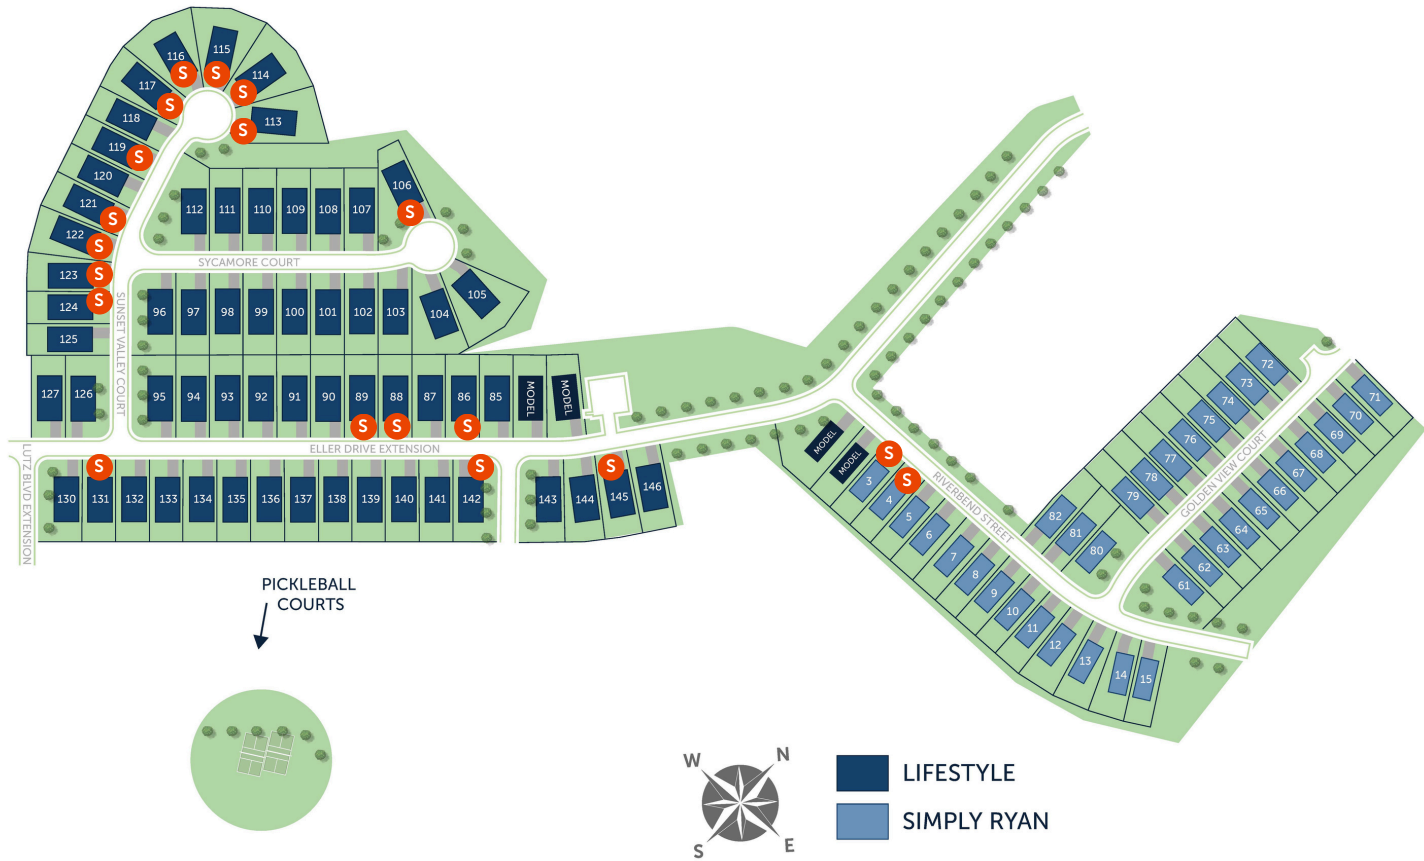 115
116
S
S
114
117
S
S
113
118
S
119
S
120
106
121
S
112
111
110
109
108
107
S
122
S
SYCAMORE COURT
123
S
105
124
S
96
97
98
99
100
101
102
103
104
125
SUNSET VALLEY COURT
127
126
95
94
93
92
91
90
89
88
87
86
85
MODEL
MODEL
S
S
S
LUTZ BLVD EXTENSION
ELLER DRIVE EXTENSION
S
S
S
130
131
132
133
134
135
136
137
138
139
140
141
142
143
144
145
146
MODEL
MODEL
S
3
S
4
5
6
RIVERBEND STREET
7
8
9
10
11
12
13
14
15
72
73
74
75
76
77
78
79
71
70
69
68
67
66
65
64
63
62
61
GOLDEN VIEW COURT
82
81
80
PICKLEBALL
COURTS
W
N
S
E
LIFESTYLE
SIMPLY RYAN